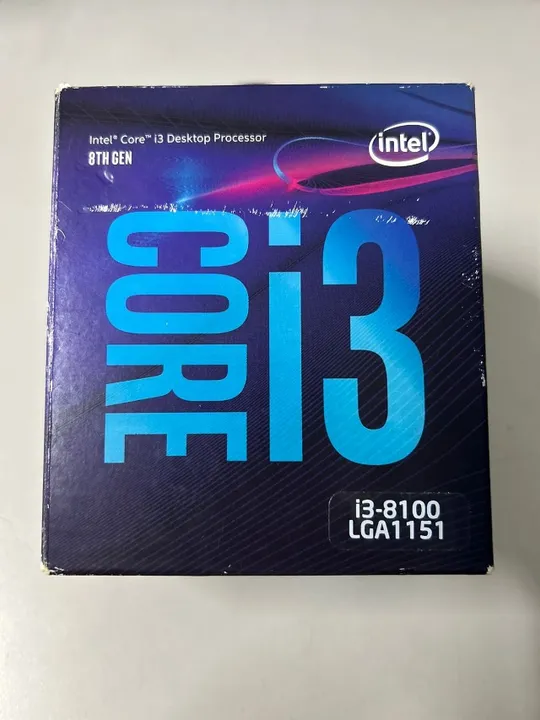 Intel® Core™ i3 Desktop Processor
8TH GEN
intel®
CORE i3
i3-8100
LGA1151